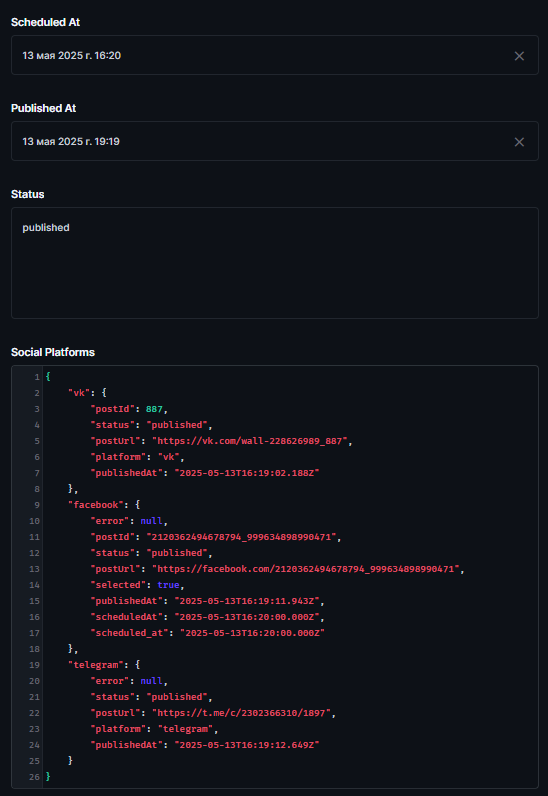 Scheduled At
13 мая 2025 г. 16:20
Published At
13 мая 2025 г. 19:19
Status
published
Social Platforms
1 {
2 "vk": {
3 "postId": 887,
4 "status": "published",
5 "postUrl": "https://vk.com/wall-228626989_887",
6 "platform": "vk",
7 "publishedAt": "2025-05-13T16:19:02.188Z"
8 },
9 "facebook": {
10 "error": null,
11 "postId": "2120362494678794_999634898990471",
12 "status": "published",
13 "postUrl": "https://facebook.com/2120362494678794_999634898990471",
14 "selected": true,
15 "publishedAt": "2025-05-13T16:19:11.943Z",
16 "scheduledAt": "2025-05-13T16:20:00.000Z",
17 "scheduled_at": "2025-05-13T16:20:00.000Z"
18 },
19 "telegram": {
20 "error": null,
21 "status": "published",
22 "postUrl": "https://t.me/c/2302366310/1897",
23 "platform": "telegram",
24 "publishedAt": "2025-05-13T16:19:12.649Z"
25 }
26 }